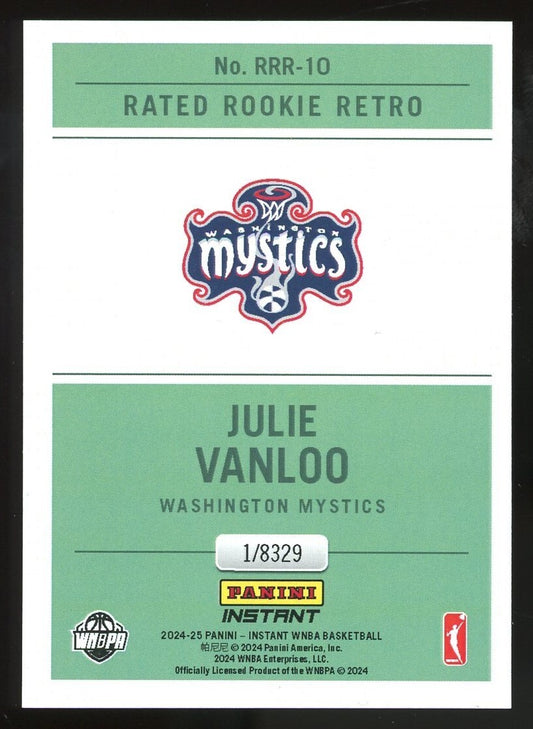 No. RRR-10
RATED ROOKIE RETRO
WASHINGTON
mystics
JULIE
VANLOO
WASHINGTON MYSTICS
1/8329
PANINI
INSTANT
WNBPA
2024-25 PANINI – INSTANT WNBA BASKETBALL
帕尼尼 © 2024 Panini America, Inc.
2024 WNBA Enterprises, LLC.
Officially Licensed Product of the WNBPA © 2024